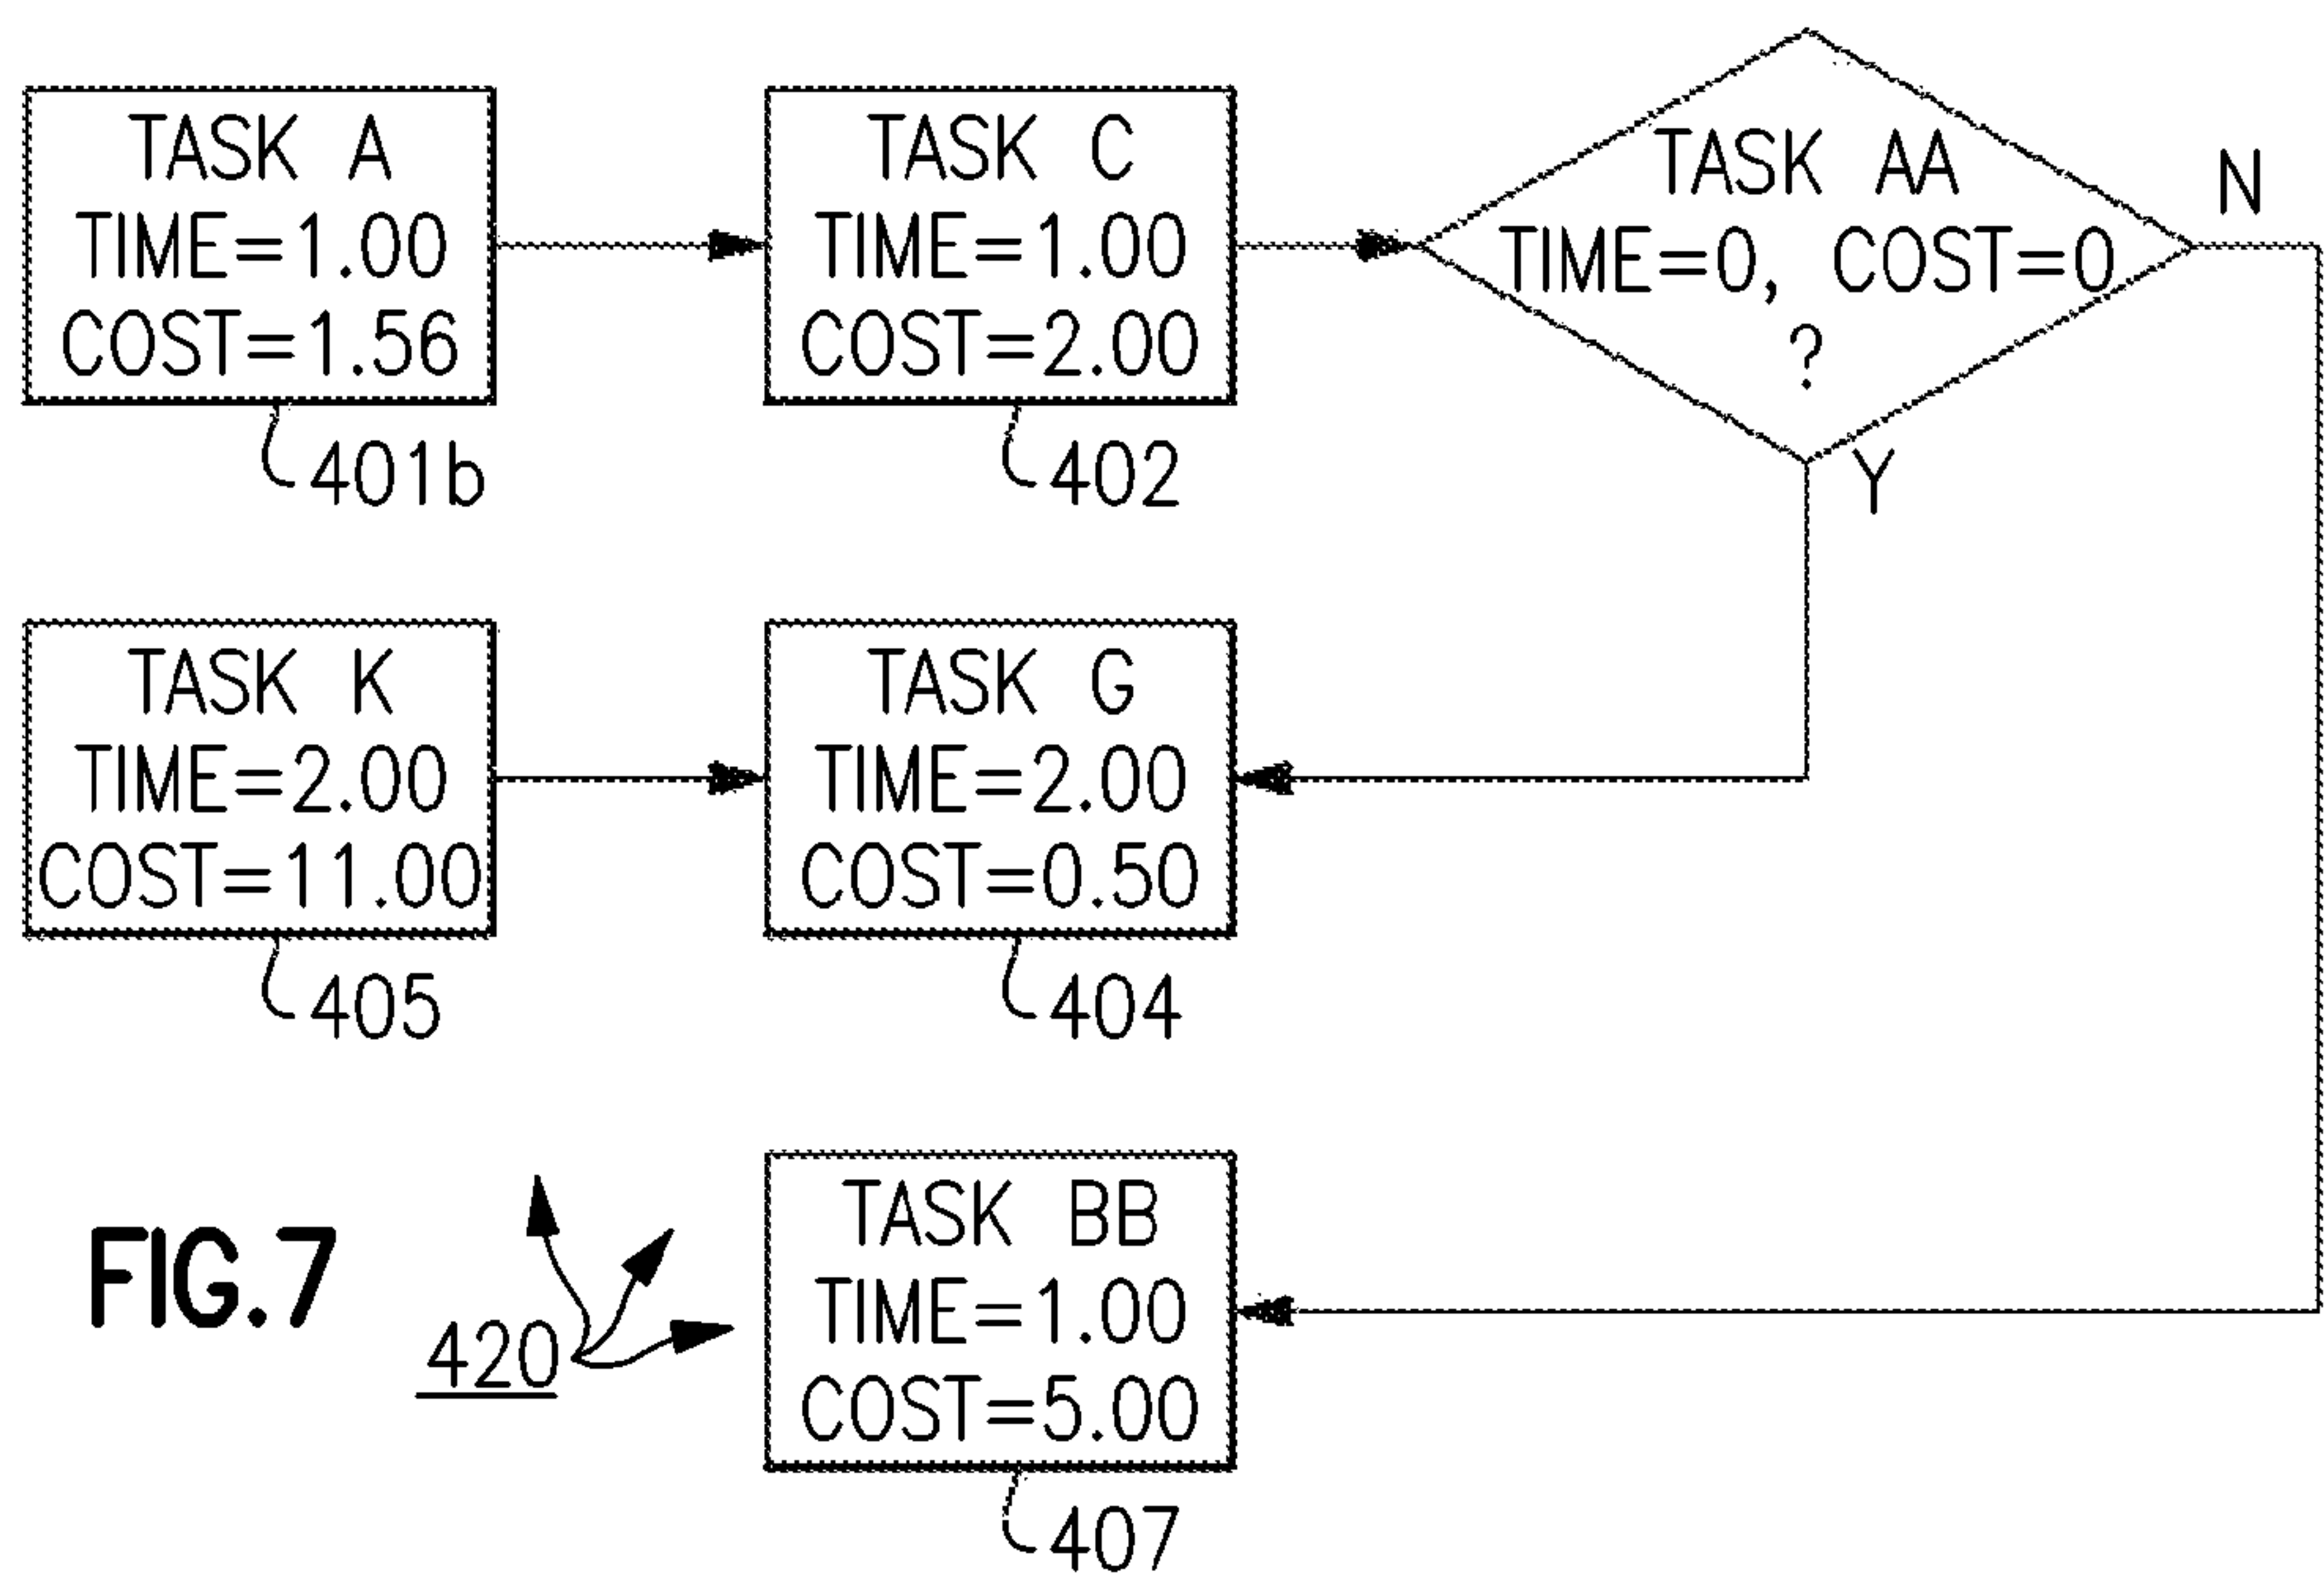 TASK A
TIME=1.00
COST=1.56
401b
TASK C
TIME=1.00
COST=2.00
402
TASK AA
TIME=0, COST=0
?
N
Y
TASK K
TIME=2.00
COST=11.00
405
TASK G
TIME=2.00
COST=0.50
404
TASK BB
TIME=1.00
COST=5.00
407
FIG.7
420